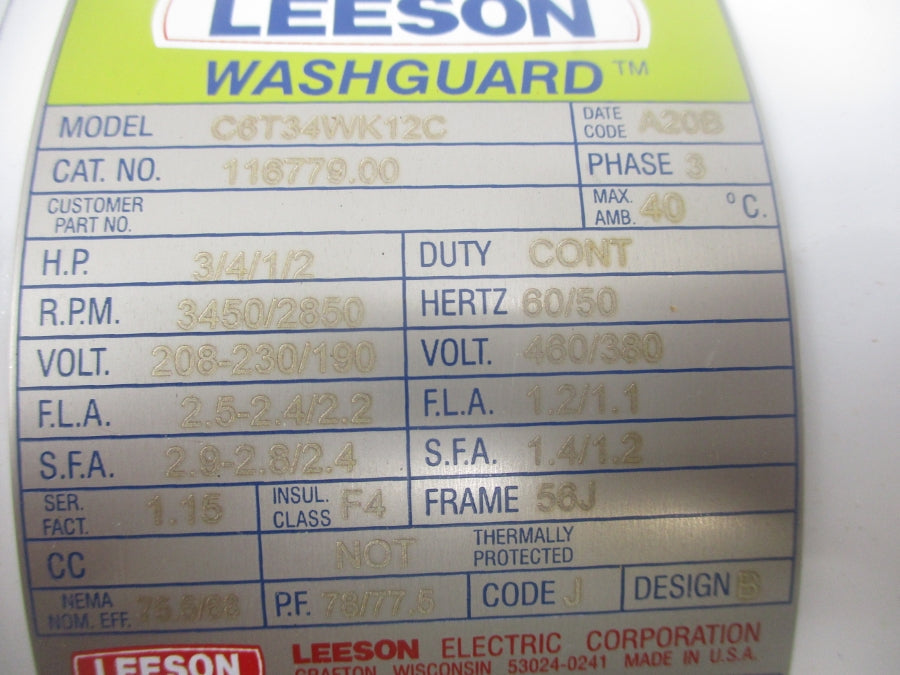 LEESON
WASHGUARD™
MODEL C6T34WK12C DATE CODE A20B
CAT. NO. 116779.00 PHASE 3
CUSTOMER PART NO. MAX. AMB. 40 °C.
H.P. 3/4/1/2 DUTY CONT
R.P.M. 3450/2850 HERTZ 60/50
VOLT. 208-230/190 VOLT. 460/380
F.L.A. 2.5-2.4/2.2 F.L.A. 1.2/1.1
S.F.A. 2.9-2.8/2.4 S.F.A. 1.4/1.2
SER. FACT. 1.15 INSUL. CLASS F4 FRAME 56J
CC NOT THERMALLY PROTECTED
NEMA NOM. EFF. P.F. 78/77.5 CODE J DESIGN B
LEESON LEESON ELECTRIC CORPORATION
GRAFTON, WISCONSIN 53024-0241 MADE IN U.S.A.